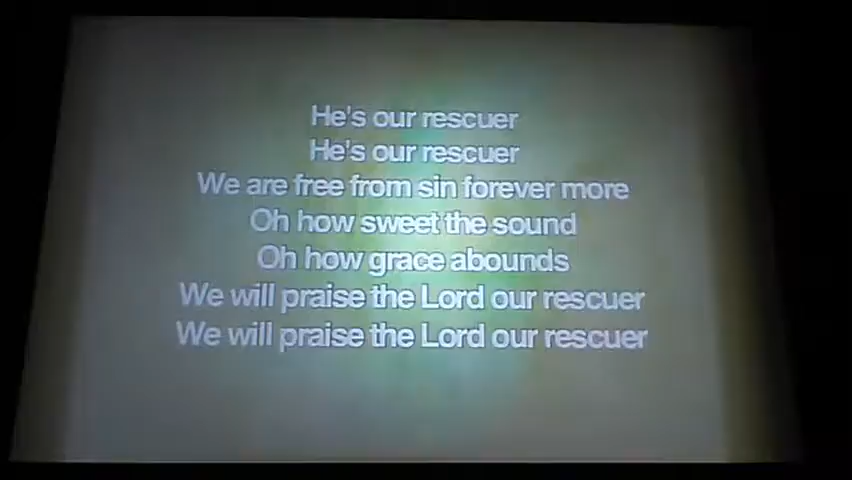 He's our rescuer
He's our rescuer
We are free from sin forever more
Oh how sweet the sound
Oh how grace abounds
We will praise the Lord our rescuer
We will praise the Lord our rescuer